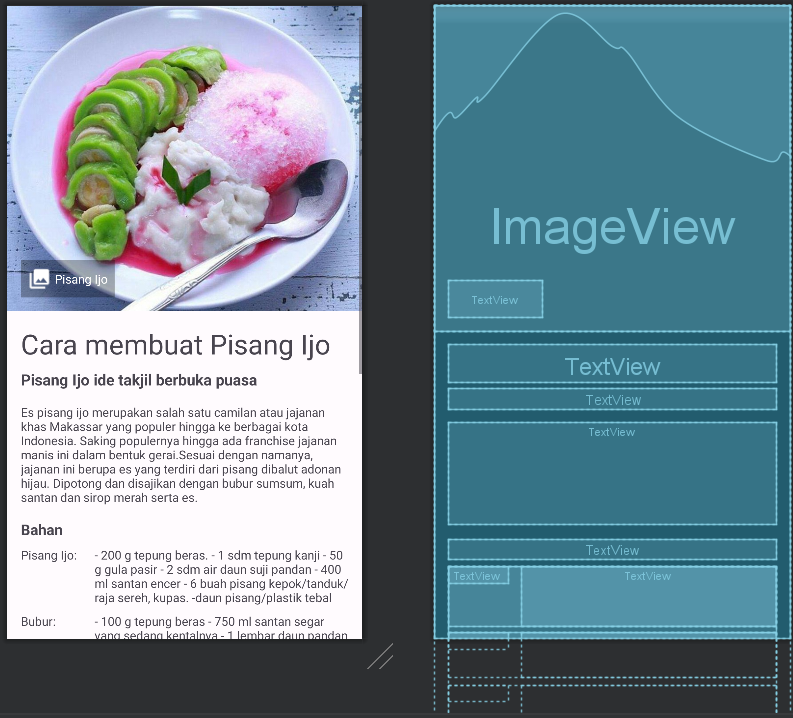 Pisang Ijo
Cara membuat Pisang Ijo
Pisang Ijo ide takjil berbuka puasa
Es pisang ijo merupakan salah satu camilan atau jajanan
khas Makassar yang populer hingga ke berbagai kota
Indonesia. Saking populernya hingga ada franchise jajanan
manis ini dalam bentuk gerai.Sesuai dengan namanya,
jajanan ini berupa es yang terdiri dari pisang dibalut adonan
hijau. Dipotong dan disajikan dengan bubur sumsum, kuah
santan dan sirop merah serta es.
Bahan
Pisang Ijo: - 200 g tepung beras. - 1 sdm tepung kanji - 50
g gula pasir - 2 sdm air daun suji pandan - 400
ml santan encer - 6 buah pisang kepok/tanduk/
raja sereh, kupas. -daun pisang/plastik tebal
Bubur: - 100 g tepung beras - 750 ml santan segar
yang sedang kentalnya - 1 lembar daun pandan
ImageView
TextView
TextView
TextView
TextView
TextView
TextView TextView